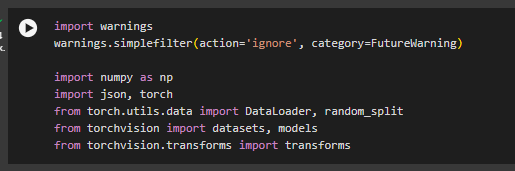 import warnings
warnings.simplefilter(action='ignore', category=FutureWarning)
import numpy as np
import json, torch
from torch.utils.data import DataLoader, random_split
from torchvision import datasets, models
from torchvision.transforms import transforms